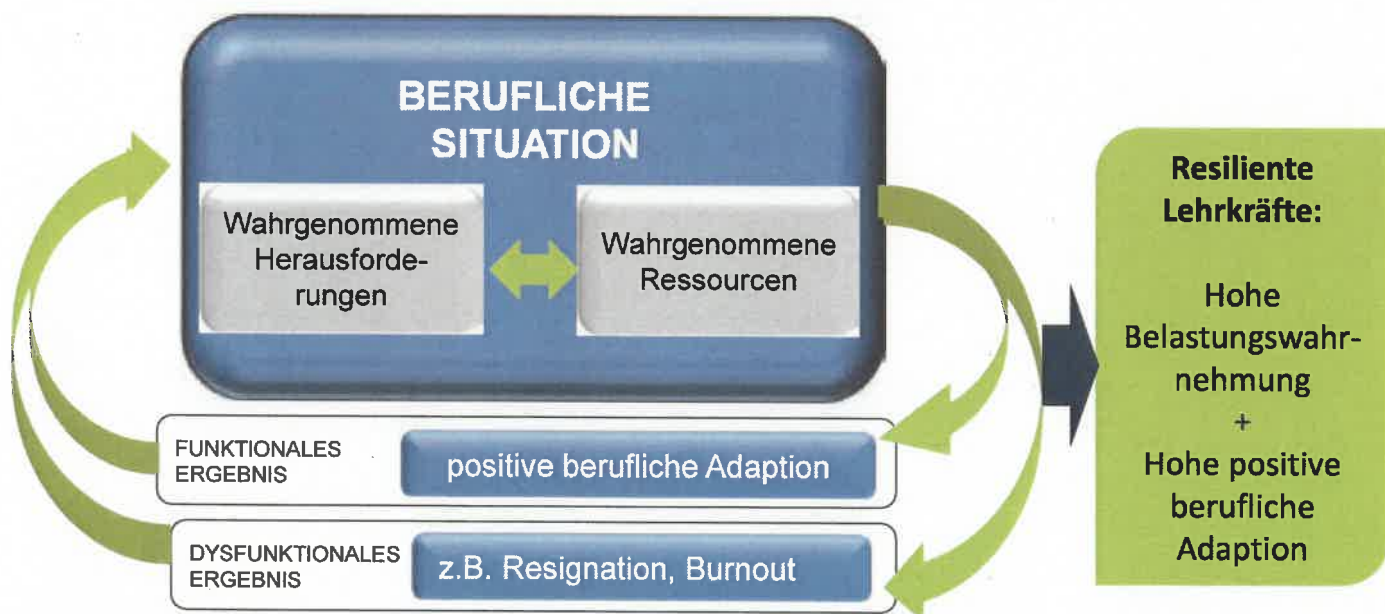 BERUFLICHE
SITUATION
Wahrgenommene
Herausforde-
rungen
Wahrgenommene
Ressourcen
FUNKTIONALES
ERGEBNIS
positive berufliche Adaption
DYSFUNKTIONALES
ERGEBNIS
z.B. Resignation, Burnout
Resiliente
Lehrkräfte:
Hohe
Belastungswahr-
nehmung
+
Hohe positive
berufliche
Adaption